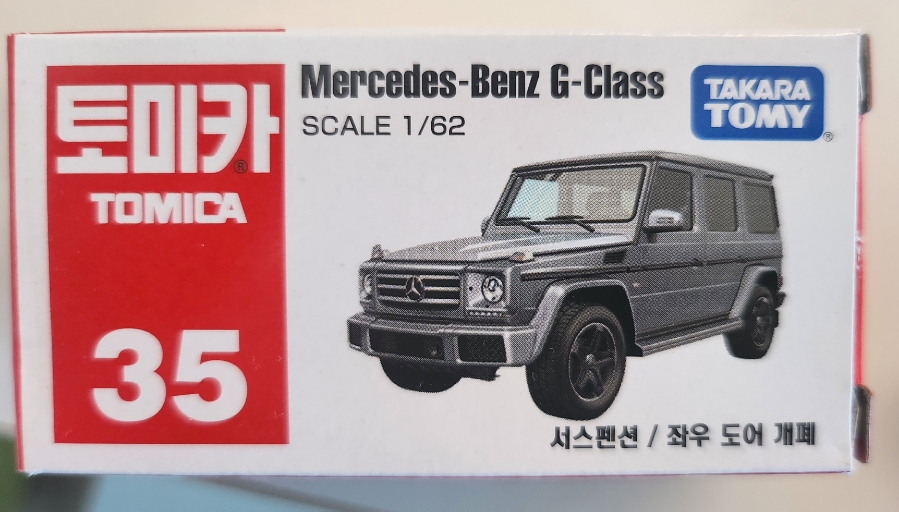 토미카®
TOMICA
35
Mercedes-Benz G-Class
SCALE 1/62
TAKARA
TOMY®
서스펜션 / 좌우 도어 개폐